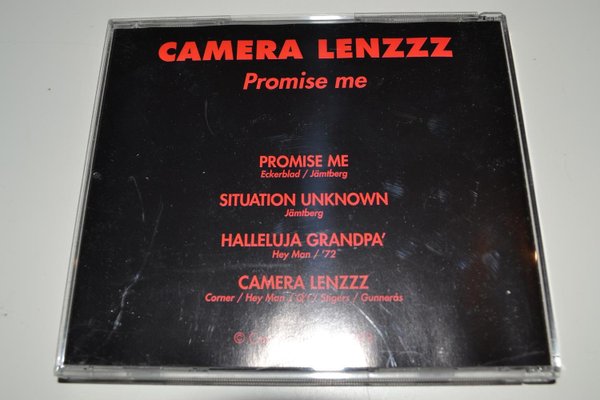 CAMERA LENZZZ
Promise me
PROMISE ME
Eckerblad / Jämtberg
SITUATION UNKNOWN
Jämtberg
HALLELUJA GRANDPA'
Hey Man / '72
CAMERA LENZZZ
Corner / Hey Man / / Stigers / Gunnerås
©